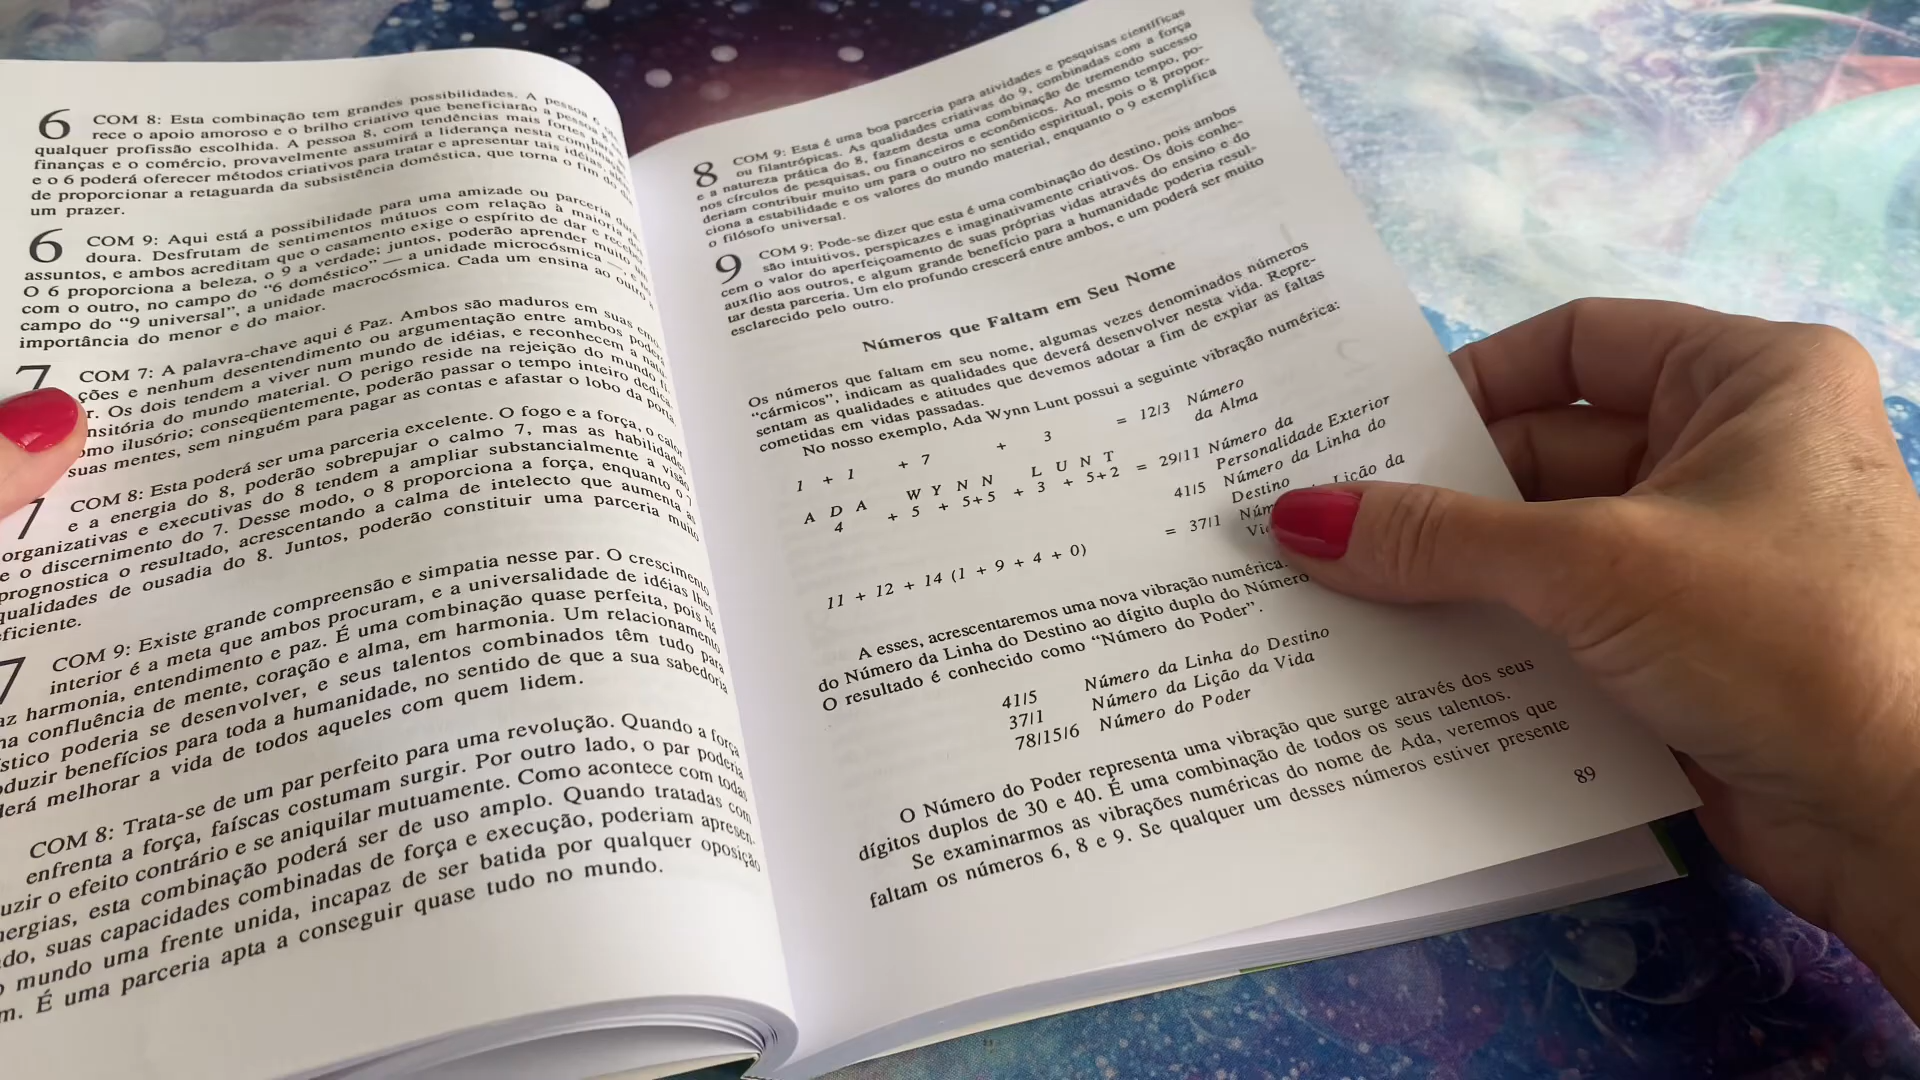 6 COM 8: Esta combinação tem grandes possibilidades. A pessoa 6
rece o apoio amoroso e o brilho criativo que beneficiarão a pessoa
qualquer profissão escolhida. A pessoa 8, com tendências mais fortes
finanças e o comércio, provavelmente assumirá a liderança nesta
e o 6 poderá oferecer métodos criativos para tratar e apresentar tais idéias
de proporcionar a retaguarda da subsistência doméstica, que torna o fim do
um prazer.
6 COM 9: Aqui está a possibilidade para uma amizade ou parceria
doura. Desfrutam de sentimentos mútuos com relação à maioria dos
assuntos, e ambos acreditam que o casamento exige o espírito de dar e
O 6 proporciona a beleza, o 9 a verdade; juntos, poderão aprender muito um
com o outro, no campo do “6 doméstico” — a unidade microcósmica —, e no
campo do “9 universal”, a unidade macrocósmica. Cada um ensina ao outro a
importância do menor e do maior.
7 COM 7: A palavra-chave aqui é Paz. Ambos são maduros em suas
ções e nenhum desentendimento ou argumentação entre ambos poderá
r. Os dois tendem a viver num mundo de idéias, e reconhecem a
nsitória do mundo material. O perigo reside na rejeição do mundo
omo ilusório; conseqüentemente, poderão passar o tempo inteiro
suas mentes, sem ninguém para pagar as contas e afastar o lobo da porta.
7 COM 8: Esta poderá ser uma parceria excelente. O fogo e a força, o calor
e a energia do 8, poderão sobrepujar o calmo 7, mas as habilidades
organizativas e executivas do 8 tendem a ampliar substancialmente a visão
e o discernimento do 7. Desse modo, o 8 proporciona a força, enquanto o 7
prognostica o resultado, acrescentando a calma de intelecto que aumenta as
qualidades de ousadia do 8. Juntos, poderão constituir uma parceria muito
eficiente.
7 COM 9: Existe grande compreensão e simpatia nesse par. O crescimento
interior é a meta que ambos procuram, e a universalidade de idéias lhes
az harmonia, entendimento e paz. É uma combinação quase perfeita, pois há
na confluência de mente, coração e alma, em harmonia. Um relacionamento
ístico poderia se desenvolver, e seus talentos combinados têm tudo para
oduzir benefícios para toda a humanidade, no sentido de que a sua sabedoria
derá melhorar a vida de todos aqueles com quem lidem.
COM 8: Trata-se de um par perfeito para uma revolução. Quando a força
enfrenta a força, faíscas costumam surgir. Por outro lado, o par poderia
uzir o efeito contrário e se aniquilar mutuamente. Como acontece com todas
nergias, esta combinação poderá ser de uso amplo. Quando tratadas com
do, suas capacidades combinadas de força e execução, poderiam apresen-
o mundo uma frente unida, incapaz de ser batida por qualquer oposição
m. É uma parceria apta a conseguir quase tudo no mundo.
8 COM 9: Esta é uma boa parceria para atividades e pesquisas científicas
ou filantrópicas. As qualidades criativas do 9, combinadas com a força
e a natureza prática do 8, fazem desta uma combinação de tremendo sucesso
nos círculos de pesquisas, ou financeiros e econômicos. Ao mesmo tempo, po-
deriam contribuir muito um para o outro no sentido espiritual, pois o 8 propor-
ciona a estabilidade e os valores do mundo material, enquanto o 9 exemplifica
o filósofo universal.
9 COM 9: Pode-se dizer que esta é uma combinação do destino, pois ambos
são intuitivos, perspicazes e imaginativamente criativos. Os dois conhe-
cem o valor do aperfeiçoamento de suas próprias vidas através do ensino e do
auxílio aos outros, e algum grande benefício para a humanidade poderia resul-
tar desta parceria. Um elo profundo crescerá entre ambos, e um poderá ser muito
esclarecido pelo outro.
Números que Faltam em Seu Nome
Os números que faltam em seu nome, algumas vezes denominados números
“cármicos”, indicam as qualidades que deverá desenvolver nesta vida. Repre-
sentam as qualidades e atitudes que devemos adotar a fim de expiar as faltas
cometidas em vidas passadas.
No nosso exemplo, Ada Wynn Lunt possui a seguinte vibração numérica:
1 + 1 + 7 + 3 = 12/3 Número da Alma
A D A W Y N N L U N T
4 + 5 + 5+5 + 3 + 5+2 = 29/11 Número da Personalidade Exterior
41/5 Número da Linha do Destino
11 + 12 + 14 (1 + 9 + 4 + 0) = 37/1 Lição da
A esses, acrescentaremos uma nova vibração numérica.
do Número da Linha do Destino ao dígito duplo do Número
O resultado é conhecido como “Número do Poder”.
41/5 Número da Linha do Destino
37/1 Número da Lição da Vida
78/15/6 Número do Poder
O Número do Poder representa uma vibração que surge através dos seus
dígitos duplos de 30 e 40. É uma combinação de todos os seus talentos.
Se examinarmos as vibrações numéricas do nome de Ada, veremos que
faltam os números 6, 8 e 9. Se qualquer um desses números estiver presente
89